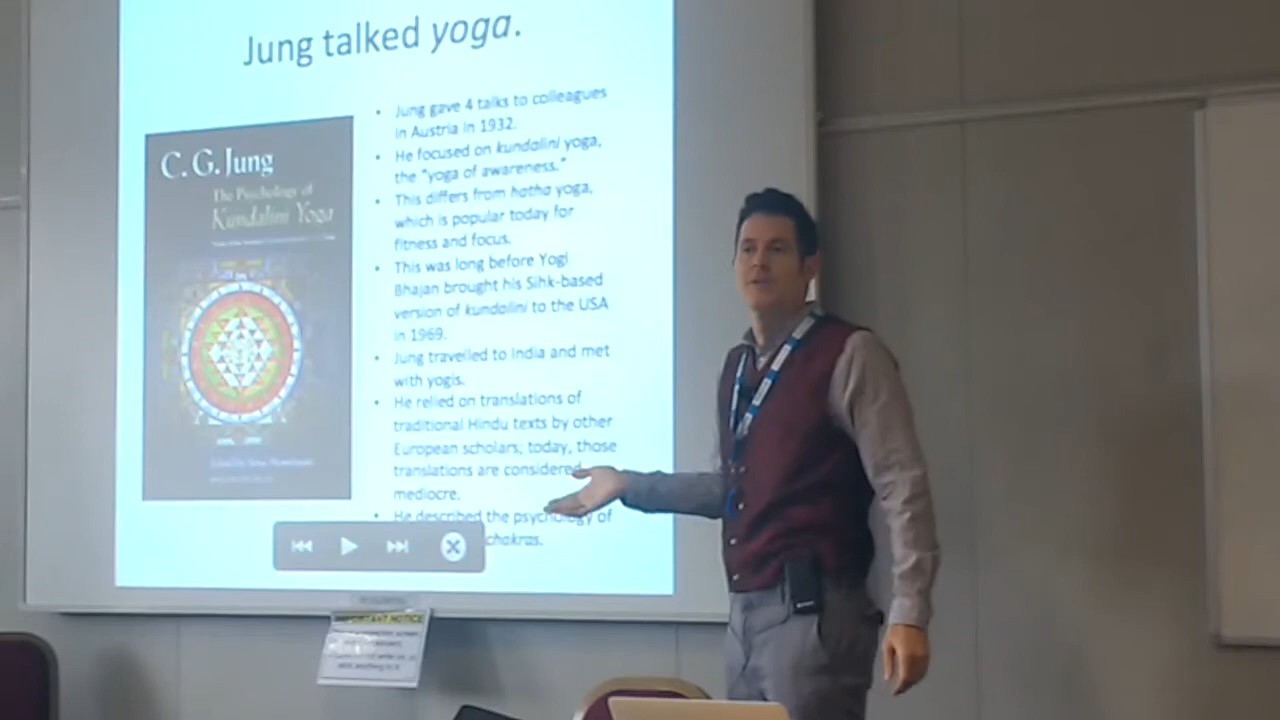 Jung talked yoga.
• Jung gave 4 talks to colleagues
in Austria in 1932.
• He focused on kundalini yoga,
the "yoga of awareness."
• This differs from hatha yoga,
which is popular today for
fitness and focus.
• This was long before Yogi
Bhajan brought his Sihk-based
version of kundalini to the USA
in 1969.
• Jung travelled to India and met
with yogis.
• He relied on translations of
traditional Hindu texts by other
European scholars; today, those
translations are considered
mediocre.
• He described the psychology of
chakras.
C. G. Jung
The Psychology of
Kundalini Yoga
IMPORTANT NOTICE